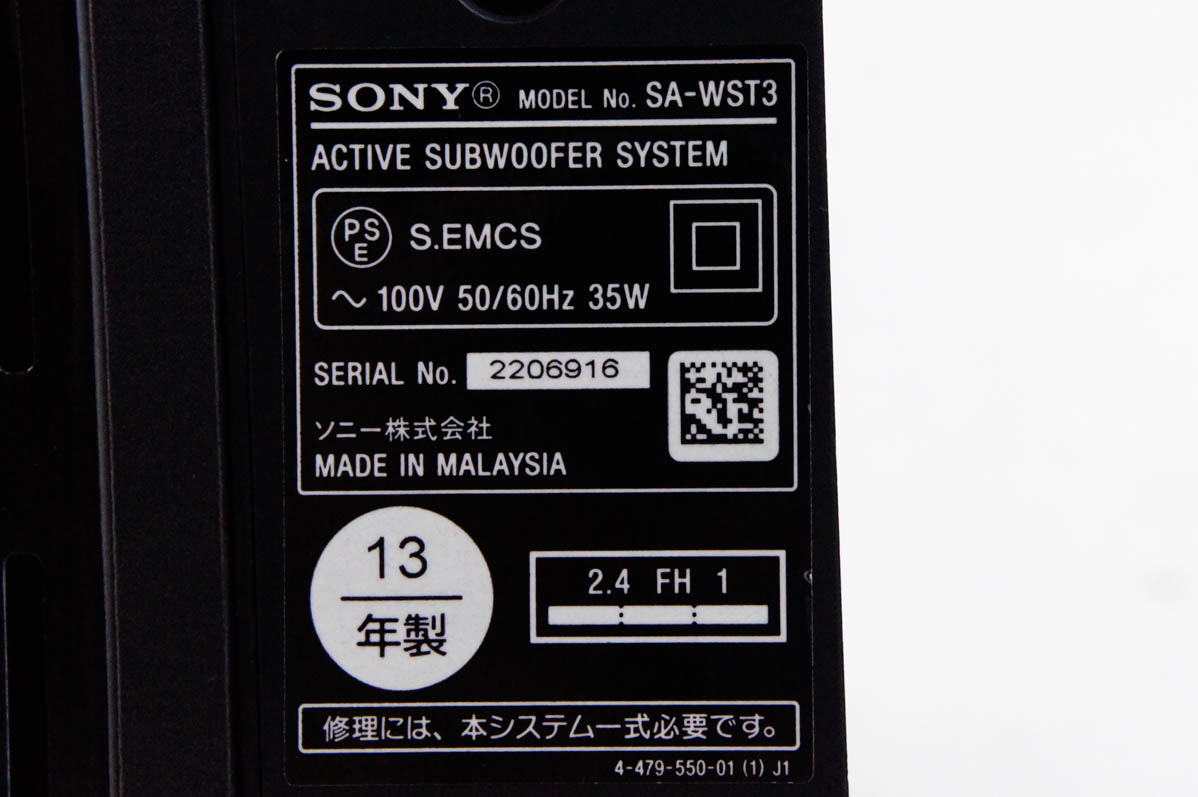 SONY® MODEL No. SA-WST3
ACTIVE SUBWOOFER SYSTEM
PSE S.EMCS
～ 100V 50/60Hz 35W
SERIAL No. 2206916
ソニー株式会社
MADE IN MALAYSIA
13
年製
2.4 FH 1
修理には、本システム一式必要です。
4-479-550-01 (1) J1